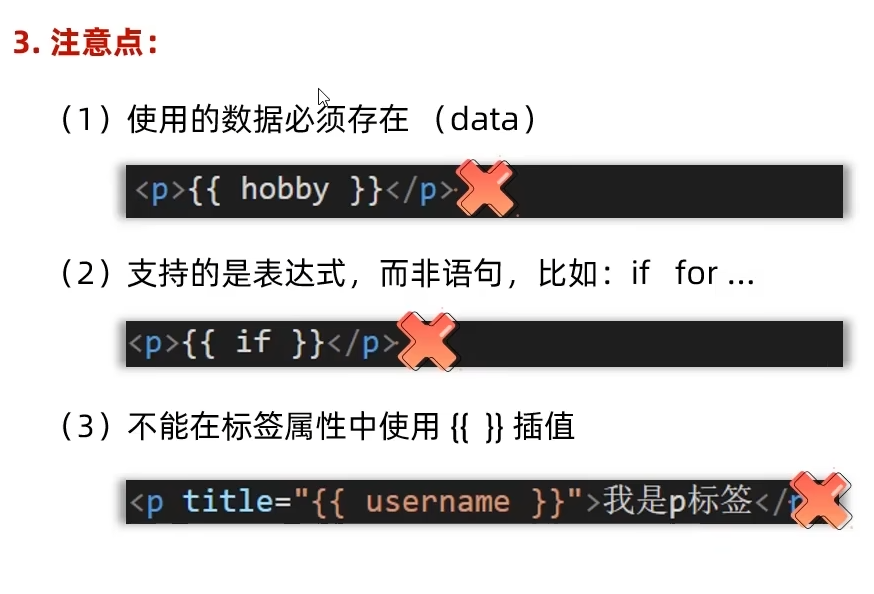 3. 注意点：
（1）使用的数据必须存在 （data）
<p>{{ hobby }}</p>
（2）支持的是表达式，而非语句，比如：if for ...
<p>{{ if }}</p>
（3）不能在标签属性中使用 {{ }} 插值
<p title="{{ username }}">我是p标签</p